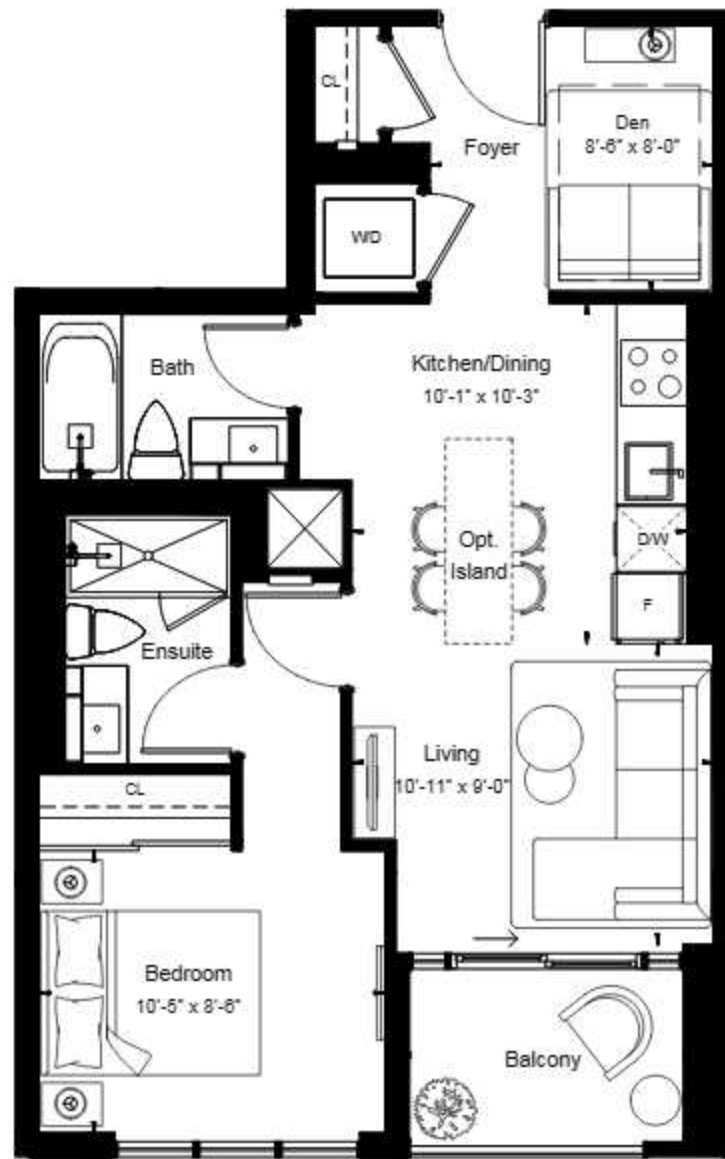 CL
Den
8'-6" x 8'-0"
Foyer
W/D
Bath
Kitchen/Dining
10'-1" x 10'-3"
Opt.
Island
D/W
F
Ensuite
Living
10'-11" x 9'-0"
CL
Bedroom
10'-5" x 8'-6"
Balcony